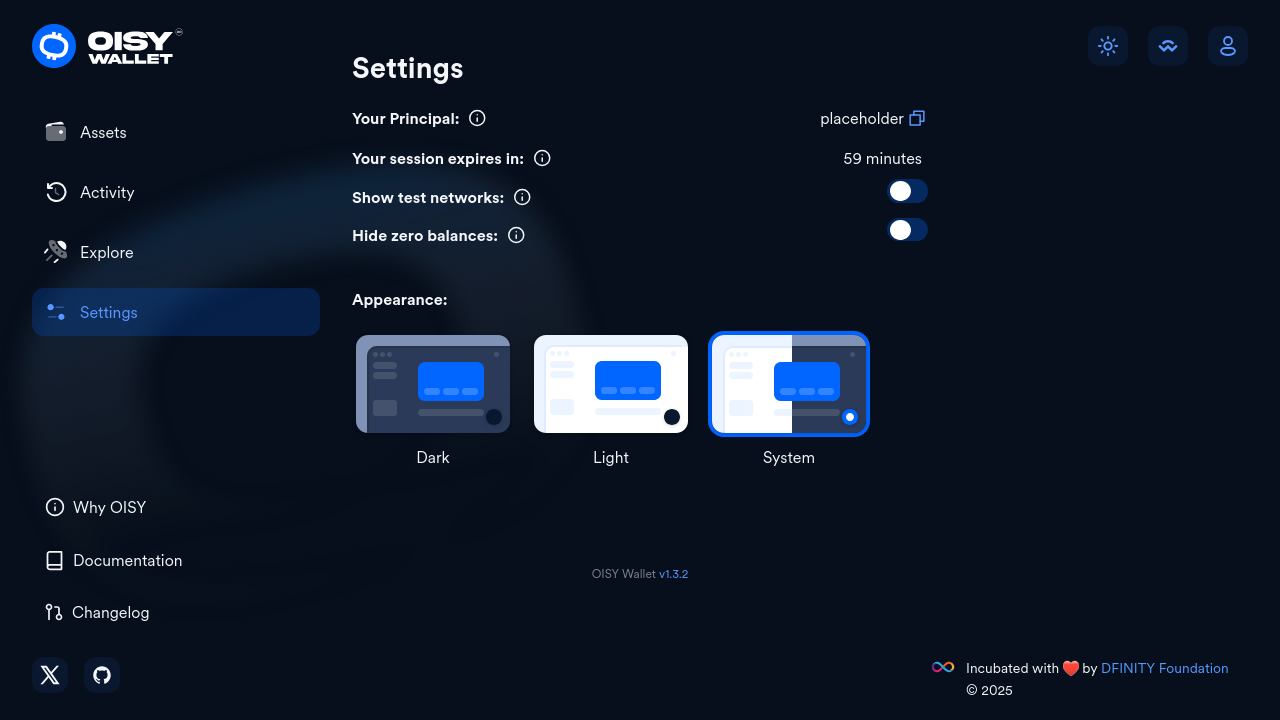 OISY
WALLET
Settings
Assets
Activity
Explore
Settings
Your Principal:
placeholder
Your session expires in:
59 minutes
Show test networks:
Hide zero balances:
Appearance:
Dark
Light
System
Why OISY
Documentation
Changelog
OISY Wallet v1.3.2
Incubated with ❤️ by DFINITY Foundation
© 2025